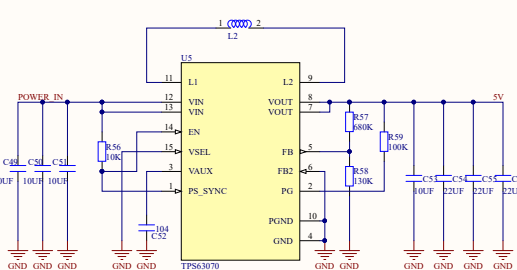 1 2
L2
U5
11 L1 L2 9
POWER_IN 12 VIN VOUT 8 5V
13 VIN VOUT 7
R57
680K
14 EN
R56
10K
R59
100K
15 VSEL FB 5
C49 C50 C51
3 VAUX FB2 6
R58
130K
C53 C54 C55
0UF 10UF 10UF
1 PS_SYNC PG 2
10UF 22UF 22UF 22U
104
C52
PGND 10
GND 4
GND GND GND GND GND GND GND GND GND GND GND
TPS63070